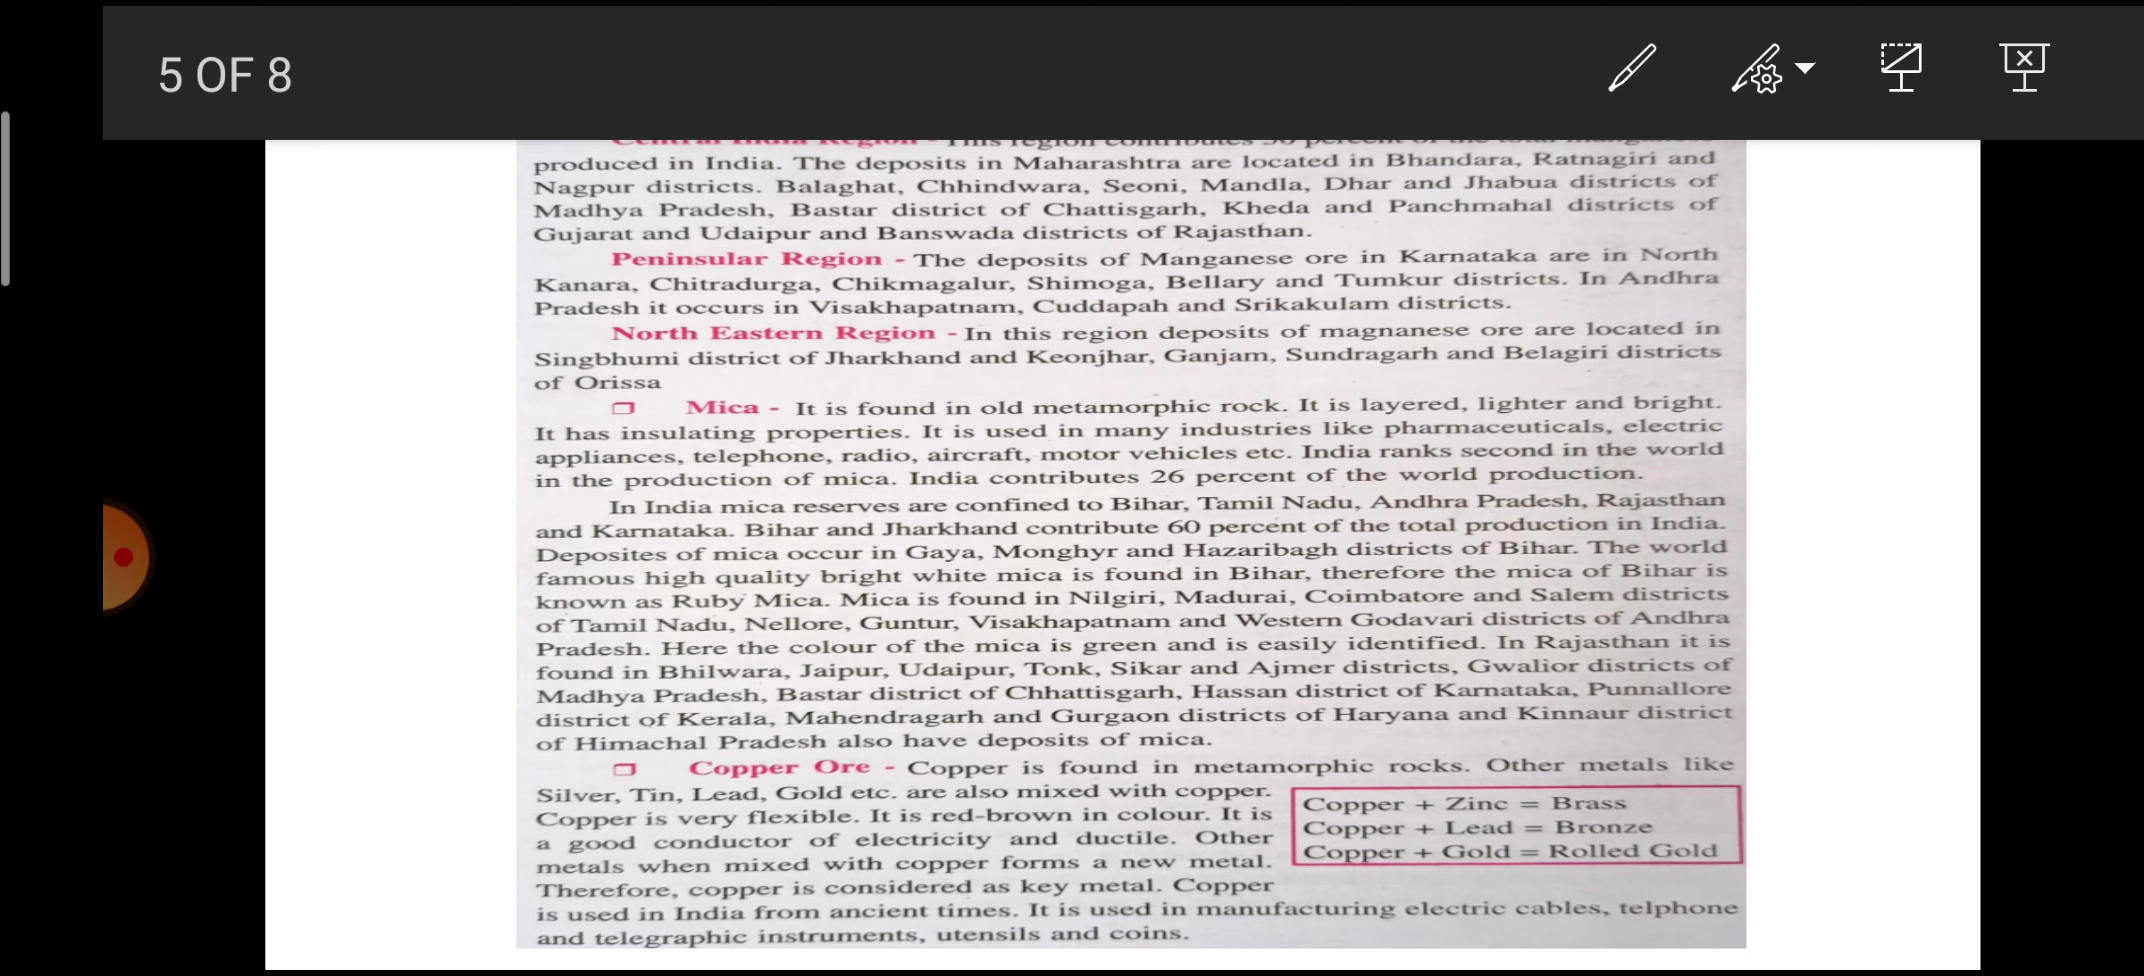 5 OF 8
Central India Region - This region contributes percent of the total manganese
produced in India. The deposits in Maharashtra are located in Bhandara, Ratnagiri and
Nagpur districts. Balaghat, Chhindwara, Seoni, Mandla, Dhar and Jhabua districts of
Madhya Pradesh, Bastar district of Chattisgarh, Kheda and Panchmahal districts of
Gujarat and Udaipur and Banswada districts of Rajasthan.
Peninsular Region - The deposits of Manganese ore in Karnataka are in North
Kanara, Chitradurga, Chikmagalur, Shimoga, Bellary and Tumkur districts. In Andhra
Pradesh it occurs in Visakhapatnam, Cuddapah and Srikakulam districts.
North Eastern Region - In this region deposits of magnanese ore are located in
Singbhumi district of Jharkhand and Keonjhar, Ganjam, Sundragarh and Belagiri districts
of Orissa
Mica - It is found in old metamorphic rock. It is layered, lighter and bright.
It has insulating properties. It is used in many industries like pharmaceuticals, electric
appliances, telephone, radio, aircraft, motor vehicles etc. India ranks second in the world
in the production of mica. India contributes 26 percent of the world production.
In India mica reserves are confined to Bihar, Tamil Nadu, Andhra Pradesh, Rajasthan
and Karnataka. Bihar and Jharkhand contribute 60 percent of the total production in India.
Deposites of mica occur in Gaya, Monghyr and Hazaribagh districts of Bihar. The world
famous high quality bright white mica is found in Bihar, therefore the mica of Bihar is
known as Ruby Mica. Mica is found in Nilgiri, Madurai, Coimbatore and Salem districts
of Tamil Nadu, Nellore, Guntur, Visakhapatnam and Western Godavari districts of Andhra
Pradesh. Here the colour of the mica is green and is easily identified. In Rajasthan it is
found in Bhilwara, Jaipur, Udaipur, Tonk, Sikar and Ajmer districts, Gwalior districts of
Madhya Pradesh, Bastar district of Chhattisgarh, Hassan district of Karnataka, Punnallore
district of Kerala, Mahendragarh and Gurgaon districts of Haryana and Kinnaur district
of Himachal Pradesh also have deposits of mica.
Copper Ore - Copper is found in metamorphic rocks. Other metals like
Silver, Tin, Lead, Gold etc. are also mixed with copper.
Copper is very flexible. It is red-brown in colour. It is
a good conductor of electricity and ductile. Other
metals when mixed with copper forms a new metal.
Therefore, copper is considered as key metal. Copper
is used in India from ancient times. It is used in manufacturing electric cables, telphone
and telegraphic instruments, utensils and coins.
Copper + Zinc = Brass
Copper + Lead = Bronze
Copper + Gold = Rolled Gold